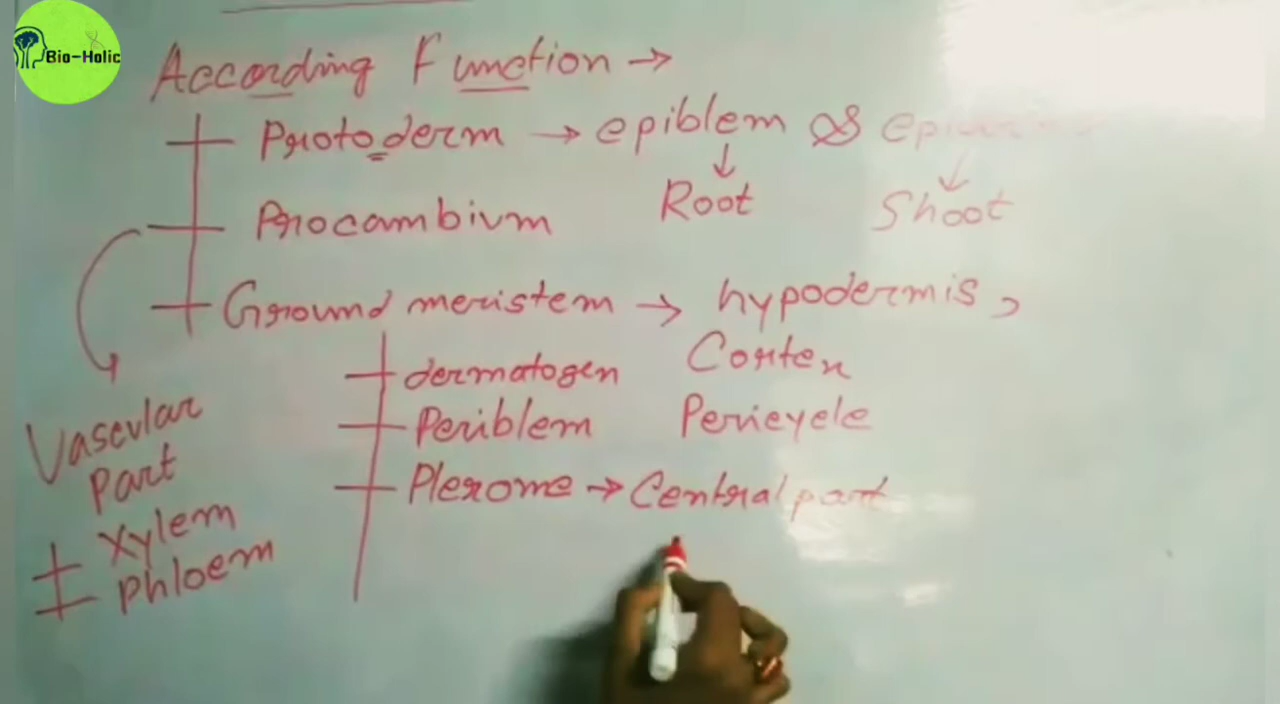 Bio-Holic
According Function →
Protoderm → epiblem &
Root
Shoot
Procambium
Ground meristem → hypodermis,
Cortex
Pericycle
dermatogen
Periblem
Plerome → Central part
Vascular
Part
Xylem
Phloem